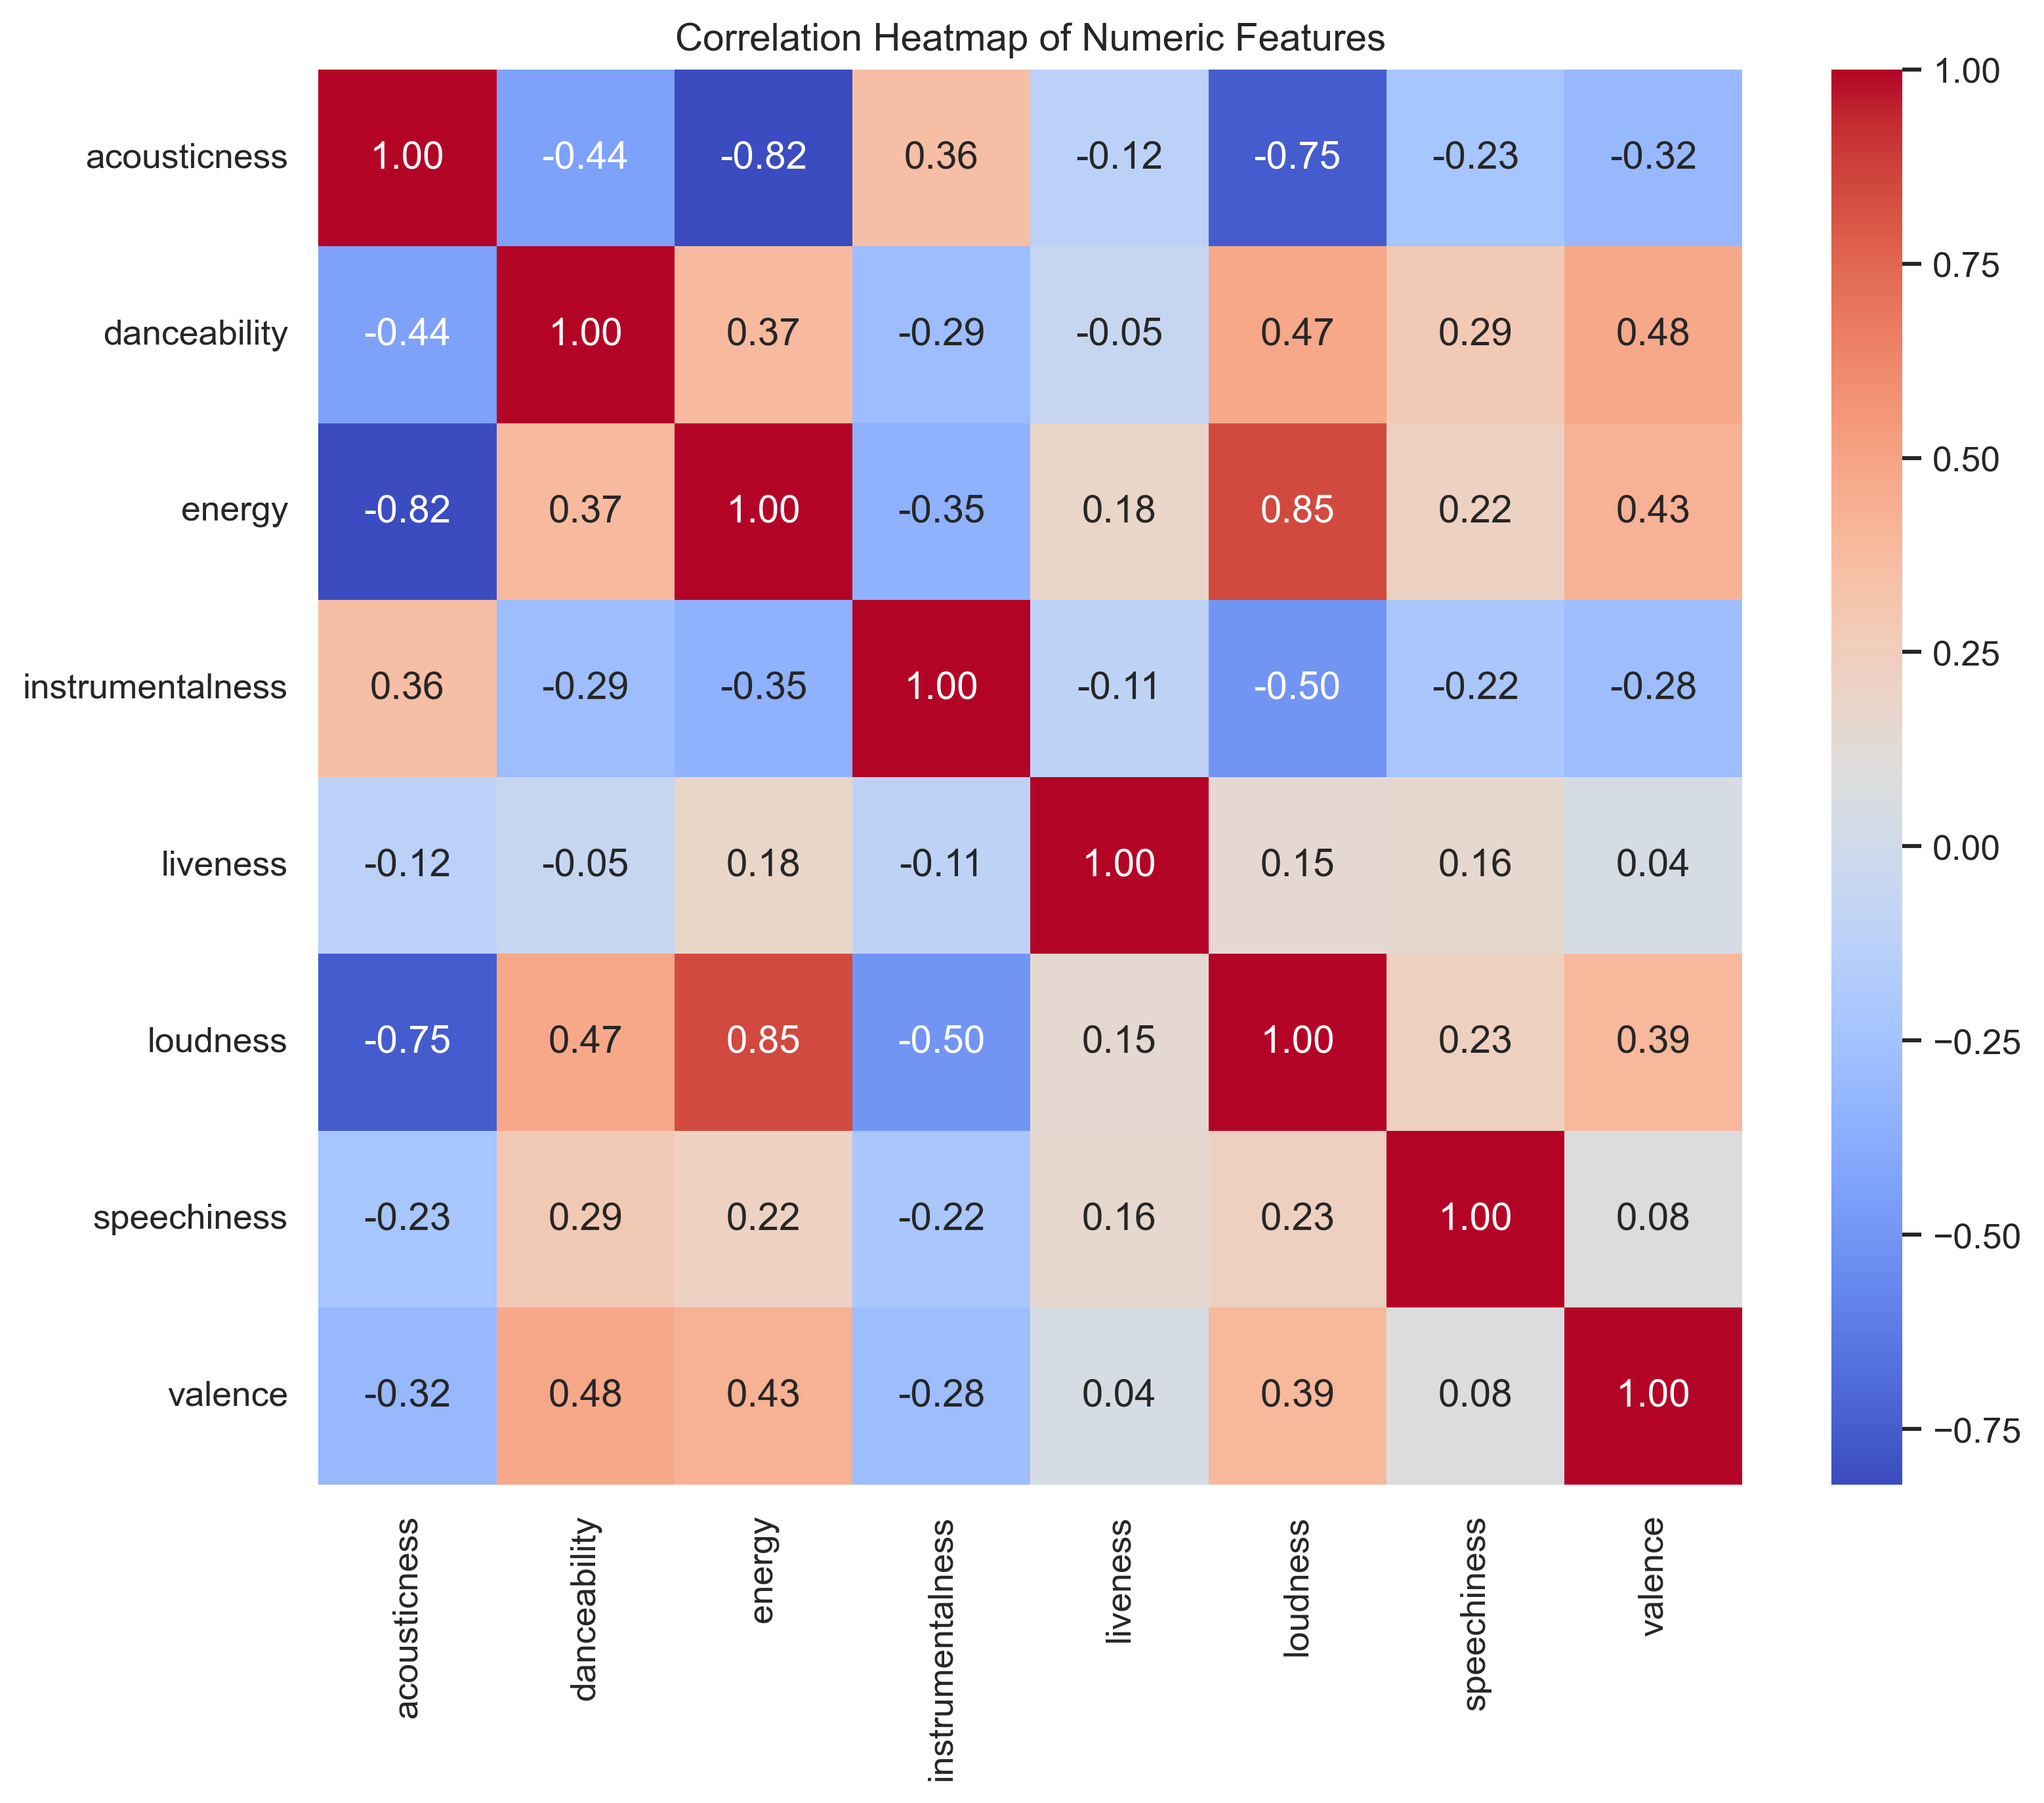 Correlation Heatmap of Numeric Features
acousticness 1.00 -0.44 -0.82 0.36 -0.12 -0.75 -0.23 -0.32
danceability -0.44 1.00 0.37 -0.29 -0.05 0.47 0.29 0.48
energy -0.82 0.37 1.00 -0.35 0.18 0.85 0.22 0.43
instrumentalness 0.36 -0.29 -0.35 1.00 -0.11 -0.50 -0.22 -0.28
liveness -0.12 -0.05 0.18 -0.11 1.00 0.15 0.16 0.04
loudness -0.75 0.47 0.85 -0.50 0.15 1.00 0.23 0.39
speechiness -0.23 0.29 0.22 -0.22 0.16 0.23 1.00 0.08
valence -0.32 0.48 0.43 -0.28 0.04 0.39 0.08 1.00
acousticness
danceability
energy
instrumentalness
liveness
loudness
speechiness
valence
1.00
0.75
0.50
0.25
0.00
−0.25
−0.50
−0.75